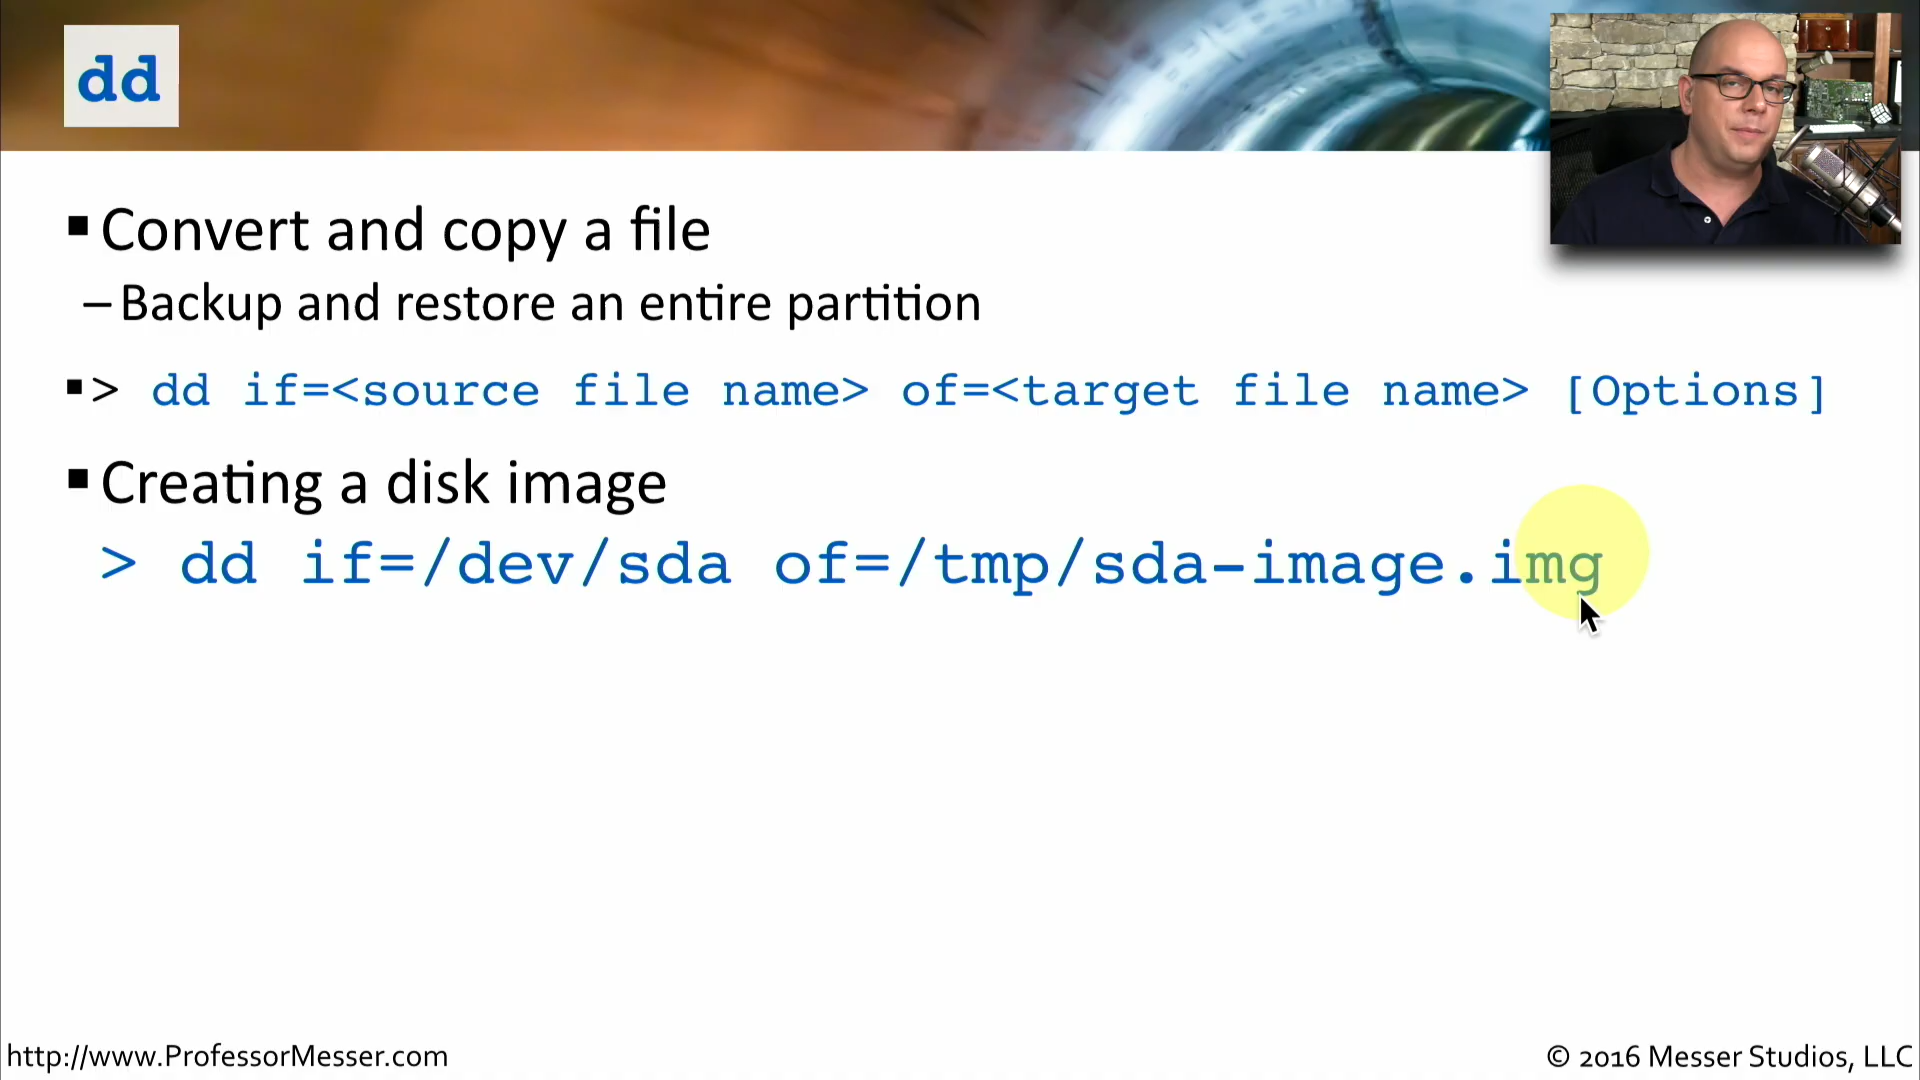 dd
▪Convert and copy a file
–Backup and restore an entire partition
▪> dd if=<source file name> of=<target file name> [Options]
▪Creating a disk image
> dd if=/dev/sda of=/tmp/sda-image.img
http://www.ProfessorMesser.com
© 2016 Messer Studios, LLC